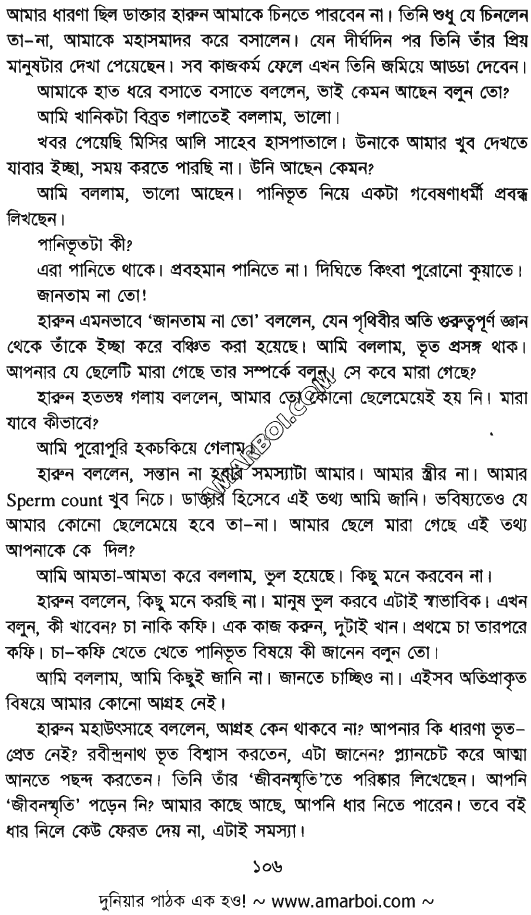 আমার ধারণা ছিল ডাক্তার হারুন আমাকে চিনতে পারবেন না। তিনি শুধু যে চিনলেন
তা–না, আমাকে মহাসমাদর করে বসালেন। যেন দীর্ঘদিন পর তিনি তাঁর প্রিয়
মানুষটার দেখা পেয়েছেন। সব কাজকর্ম ফেলে এখন তিনি জমিয়ে আড্ডা দেবেন।
আমাকে হাত ধরে বসাতে বসাতে বললেন, ভাই কেমন আছেন বলুন তো?
আমি খানিকটা বিব্রত গলাতেই বললাম, ভালো।
খবর পেয়েছি মিসির আলি সাহেব হাসপাতালে। উনাকে আমার খুব দেখতে
যাবার ইচ্ছা, সময় করতে পারছি না। উনি আছেন কেমন?
আমি বললাম, ভালো আছেন। পানিভূত নিয়ে একটা গবেষণাধর্মী প্রবন্ধ
লিখছেন।
পানিভূতটা কী?
এরা পানিতে থাকে। প্রবহমান পানিতে না। দিঘিতে কিংবা পুরোনো কুয়াতে।
জানতাম না তো!
হারুন এমনভাবে ‘জানতাম না তো’ বললেন, যেন পৃথিবীর অতি গুরুত্বপূর্ণ জ্ঞান
থেকে তাঁকে ইচ্ছা করে বঞ্চিত করা হয়েছে। আমি বললাম, ভূত প্রসঙ্গ থাক।
আপনার যে ছেলেটি মারা গেছে তার সম্পর্কে বলুন। সে কবে মারা গেছে?
হারুন হতভম্ব গলায় বললেন, আমার তো কোনো ছেলেমেয়েই হয় নি। মারা
যাবে কীভাবে?
আমি পুরোপুরি হকচকিয়ে গেলাম।
হারুন বললেন, সন্তান না হবার সমস্যাটা আমার। আমার স্ত্রীর না। আমার
Sperm count খুব নিচে। ডাক্তার হিসেবে এই তথ্য আমি জানি। ভবিষ্যতেও যে
আমার কোনো ছেলেমেয়ে হবে তা–না। আমার ছেলে মারা গেছে এই তথ্য
আপনাকে কে দিল?
আমি আমতা-আমতা করে বললাম, ভুল হয়েছে। কিছু মনে করবেন না।
হারুন বললেন, কিছু মনে করছি না। মানুষ ভুল করবে এটাই স্বাভাবিক। এখন
বলুন, কী খাবেন? চা নাকি কফি। এক কাজ করুন, দুটাই খান। প্রথমে চা তারপরে
কফি। চা–কফি খেতে খেতে পানিভূত বিষয়ে কী জানেন বলুন তো।
আমি বললাম, আমি কিছুই জানি না। জানতে চাচ্ছিও না। এইসব অতিপ্রাকৃত
বিষয়ে আমার কোনো আগ্রহ নেই।
হারুন মহাউৎসাহে বললেন, আগ্রহ কেন থাকবে না? আপনার কি ধারণা ভূত–
প্রেত নেই? রবীন্দ্রনাথ ভূত বিশ্বাস করতেন, এটা জানেন? প্ল্যানচেট করে আত্মা
আনতে পছন্দ করতেন। তিনি তাঁর ‘জীবনস্মৃতি’তে পরিষ্কার লিখেছেন। আপনি
‘জীবনস্মৃতি’ পড়েন নি? আমার কাছে আছে, আপনি ধার নিতে পারেন। তবে বই
ধার নিলে কেউ ফেরত দেয় না, এটাই সমস্যা।
AMARBOI.COM
১০৬
দুনিয়ার পাঠক এক হও! ~ www.amarboi.com ~